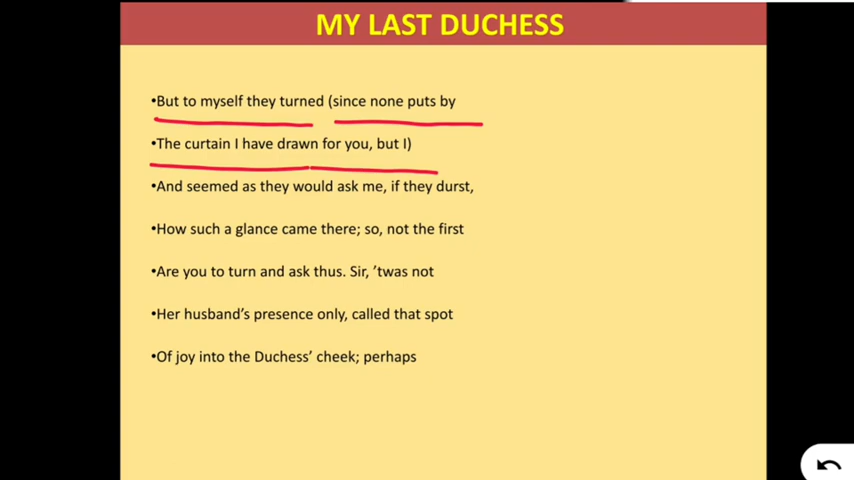 MY LAST DUCHESS
•But to myself they turned (since none puts by
•The curtain I have drawn for you, but I)
•And seemed as they would ask me, if they durst,
•How such a glance came there; so, not the first
•Are you to turn and ask thus. Sir, ’twas not
•Her husband’s presence only, called that spot
•Of joy into the Duchess’ cheek; perhaps